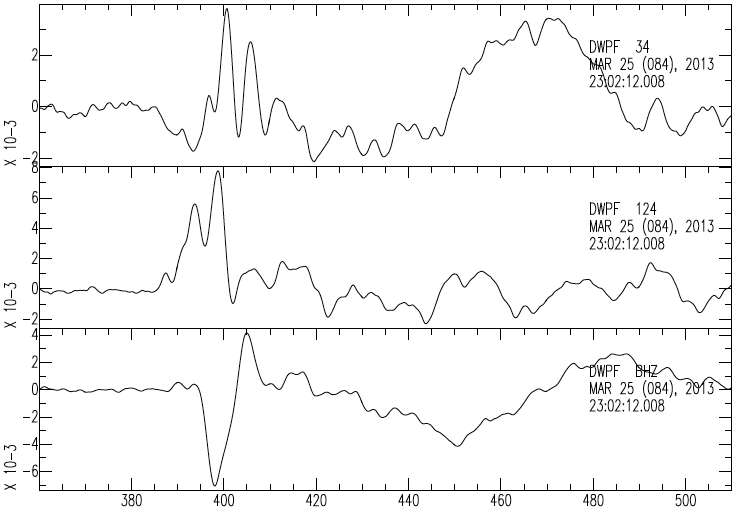 2
0
-2
X 10-3
DWPF 34
MAR 25 (084), 2013
23:02:12.008
8
6
4
2
0
-2
X 10-3
DWPF 124
MAR 25 (084), 2013
23:02:12.008
4
2
0
-2
-4
-6
X 10-3
DWPF BHZ
MAR 25 (084), 2013
23:02:12.008
380 400 420 440 460 480 500